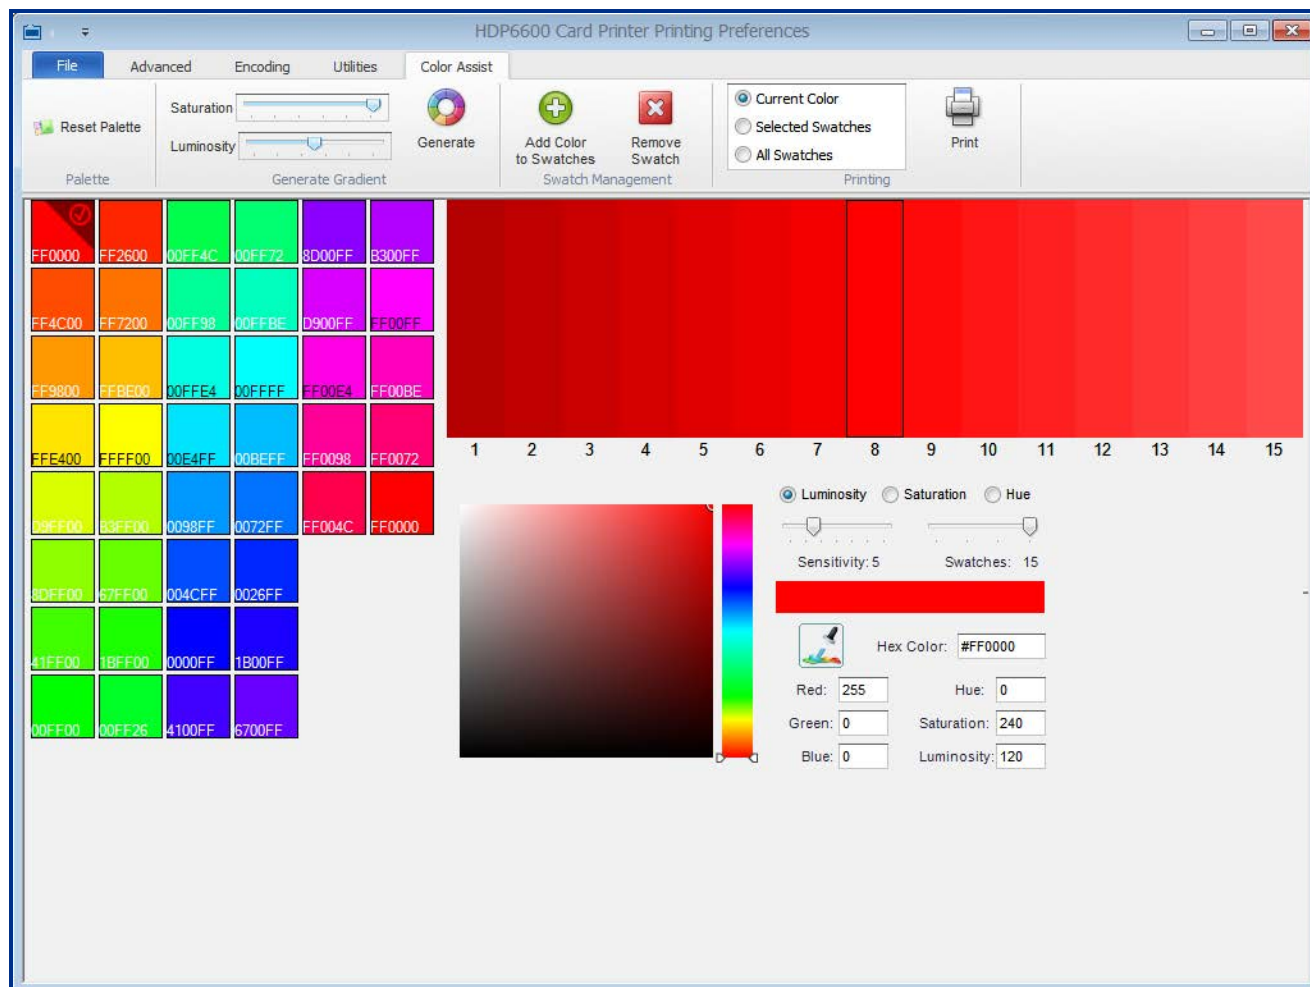 HDP6600 Card Printer Printing Preferences
File Advanced Encoding Utilities Color Assist
Reset Palette
Palette
Saturation
Luminosity
Generate
Generate Gradient
Add Color
to Swatches
Remove
Swatch
Swatch Management
Current Color
Selected Swatches
All Swatches
Print
Printing
FF0000 FF2600 00FF4C 00FF72 8D00FF B300FF
FF4C00 FF7200 00FF98 00FFBE D900FF FF00FF
FF9800 FFBE00 00FFE4 00FFFF FF00E4 FF00BE
FFE400 FFFF00 00E4FF 00BEFF FF0098 FF0072
D9FF00 B3FF00 0098FF 0072FF FF004C FF0000
8DFF00 67FF00 004CFF 0026FF
41FF00 1BFF00 0000FF 1B00FF
00FF00 00FF26 4100FF 6700FF
1 2 3 4 5 6 7 8 9 10 11 12 13 14 15
Luminosity Saturation Hue
Sensitivity: 5 Swatches: 15
Hex Color: #FF0000
Red: 255 Hue: 0
Green: 0 Saturation: 240
Blue: 0 Luminosity: 120